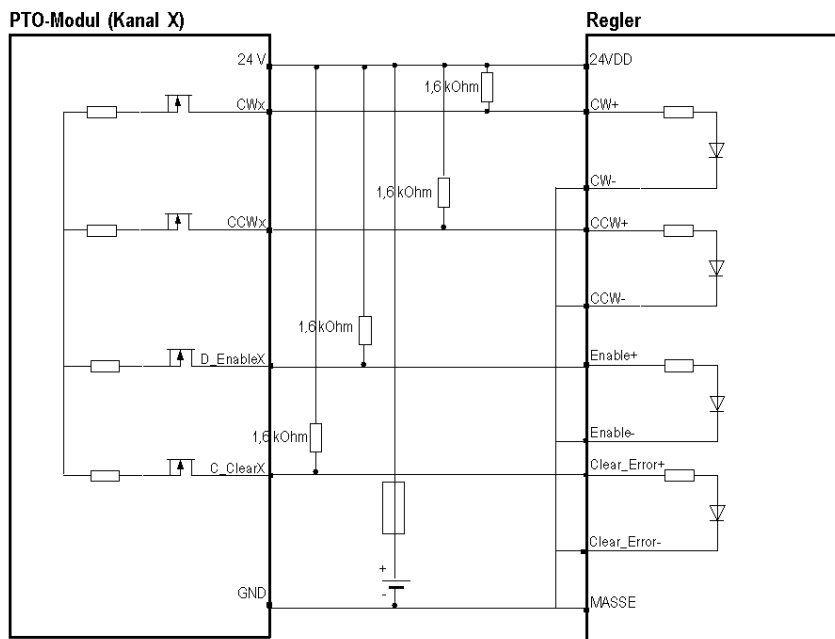 PTO-Modul (Kanal X)
Regler
24 V
24VDD
1,6 kOhm
CWx
CW+
CW-
1,6 kOhm
CCWx
CCW+
CCW-
1,6 kOhm
D_EnableX
Enable+
1,6 kOhm
Enable-
C_ClearX
Clear_Error+
Clear_Error-
+
-
GND
MASSE